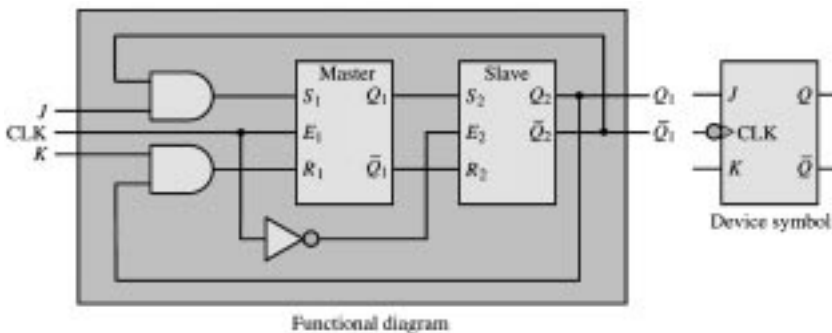 Master
Slave
J
CLK
K
S₁
Q₁
E₁
R₁
Q̄₁
S₂
Q₂
E₂
Q̄₂
R₂
Q₁
Q̄₁
J
Q
CLK
K
Q̄
Device symbol
Functional diagram